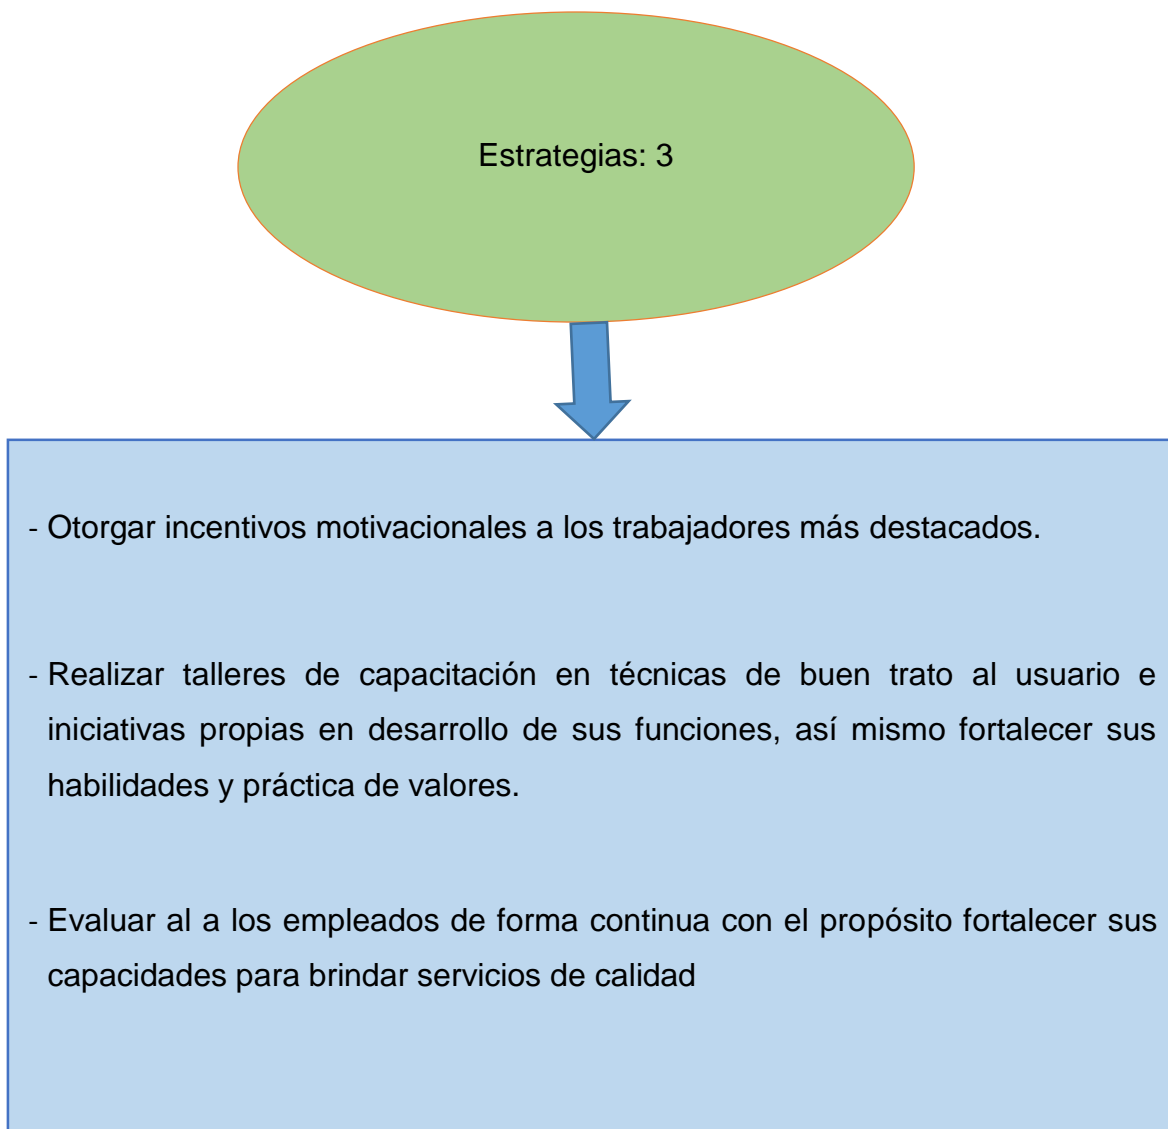 Estrategias: 3
- Otorgar incentivos motivacionales a los trabajadores más destacados.
- Realizar talleres de capacitación en técnicas de buen trato al usuario e
iniciativas propias en desarrollo de sus funciones, así mismo fortalecer sus
habilidades y práctica de valores.
- Evaluar al a los empleados de forma continua con el propósito fortalecer sus
capacidades para brindar servicios de calidad